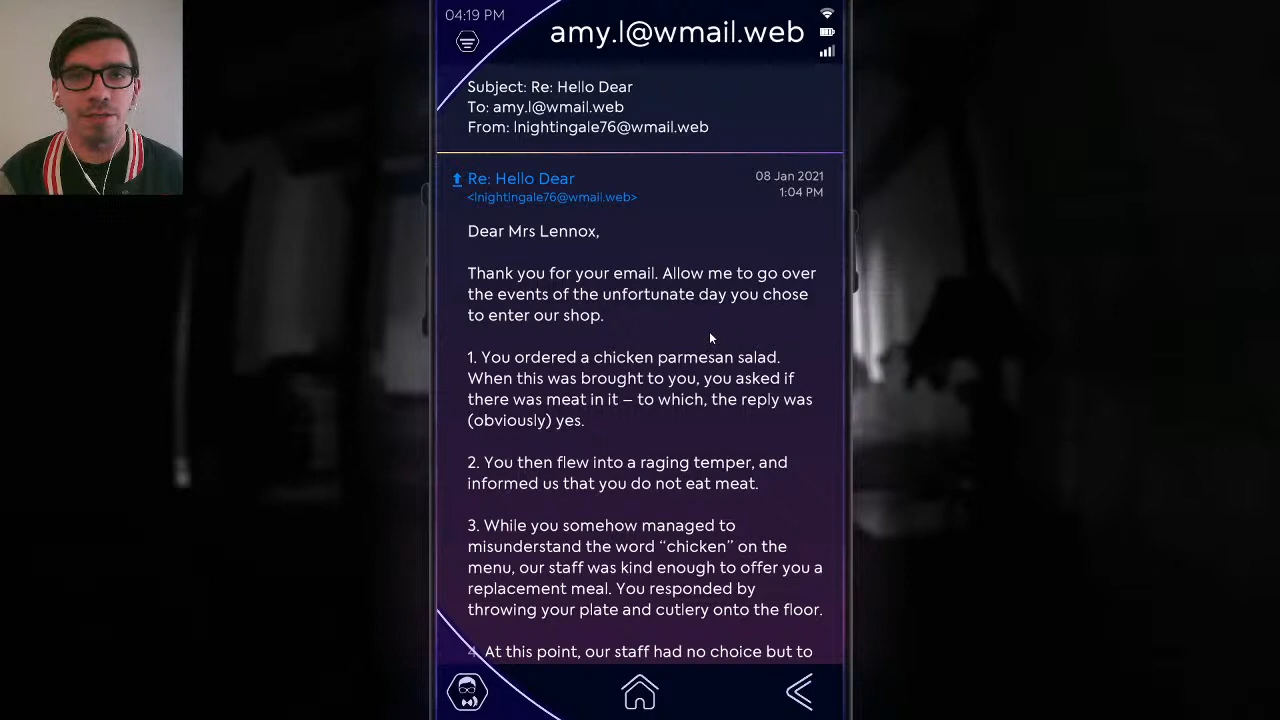 04:19 PM
amy.l@wmail.web
Subject: Re: Hello Dear
To: amy.l@wmail.web
From: lnightingale76@wmail.web
Re: Hello Dear
08 Jan 2021
<lnightingale76@wmail.web>
1:04 PM
Dear Mrs Lennox,
Thank you for your email. Allow me to go over
the events of the unfortunate day you chose
to enter our shop.
1. You ordered a chicken parmesan salad.
When this was brought to you, you asked if
there was meat in it – to which, the reply was
(obviously) yes.
2. You then flew into a raging temper, and
informed us that you do not eat meat.
3. While you somehow managed to
misunderstand the word “chicken” on the
menu, our staff was kind enough to offer you a
replacement meal. You responded by
throwing your plate and cutlery onto the floor.
4. At this point, our staff had no choice but to